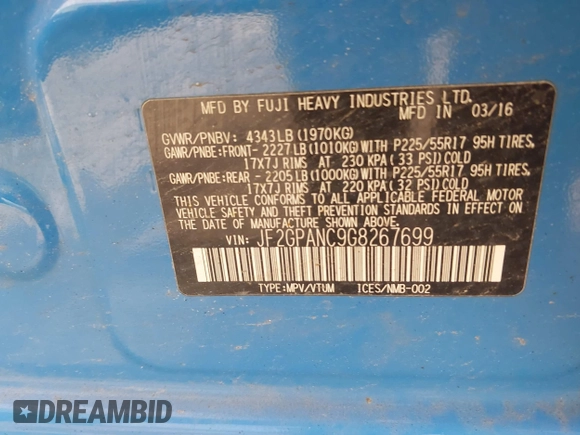 MFD BY FUJI HEAVY INDUSTRIES LTD.
MFD IN 03/16
GVWR/PNBV: 4343LB(1970KG)
GAWR/PNBE:FRONT- 2227LB(1010KG)WITH P225/55R17 95H TIRES,
17x7J RIMS AT 230 KPA(33 PSI)COLD
GAWR/PNBE:REAR - 2205LB(1000KG)WITH P225/55R17 95H TIRES,
17x7J RIMS AT 220 KPA(32 PSI)COLD
THIS VEHICLE CONFORMS TO ALL APPLICABLE FEDERAL MOTOR
VEHICLE SAFETY AND THEFT PREVENTION STANDARDS IN EFFECT ON
THE DATE OF MANUFACTURE SHOWN ABOVE.
VIN: JF2GPANC9G8267699
TYPE:MPV/VTUM ICES/NMB-002
DREAMBID